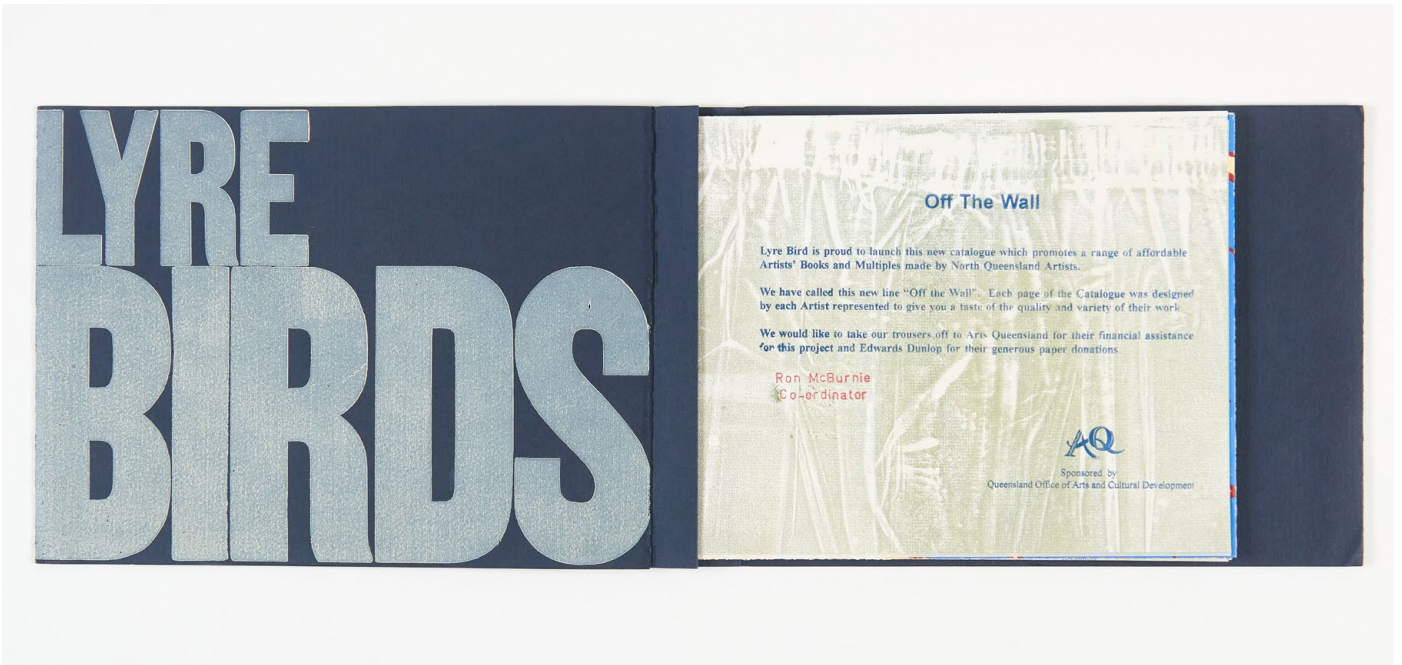 LYRE
BIRDS
Off The Wall
Lyre Bird is proud to launch this new catalogue which promotes a range of affordable
Artists' Books and Multiples made by North Queensland Artists.
We have called this new line "Off the Wall". Each page of the Catalogue was designed
by each Artist represented to give you a taste of the quality and variety of their work
We would like to take our trousers off to Arts Queensland for their financial assistance
for this project and Edwards Dunlop for their generous paper donations
Ron McBurnie
Co-ordinator
AQ
Sponsored by
Queensland Office of Arts and Cultural Development